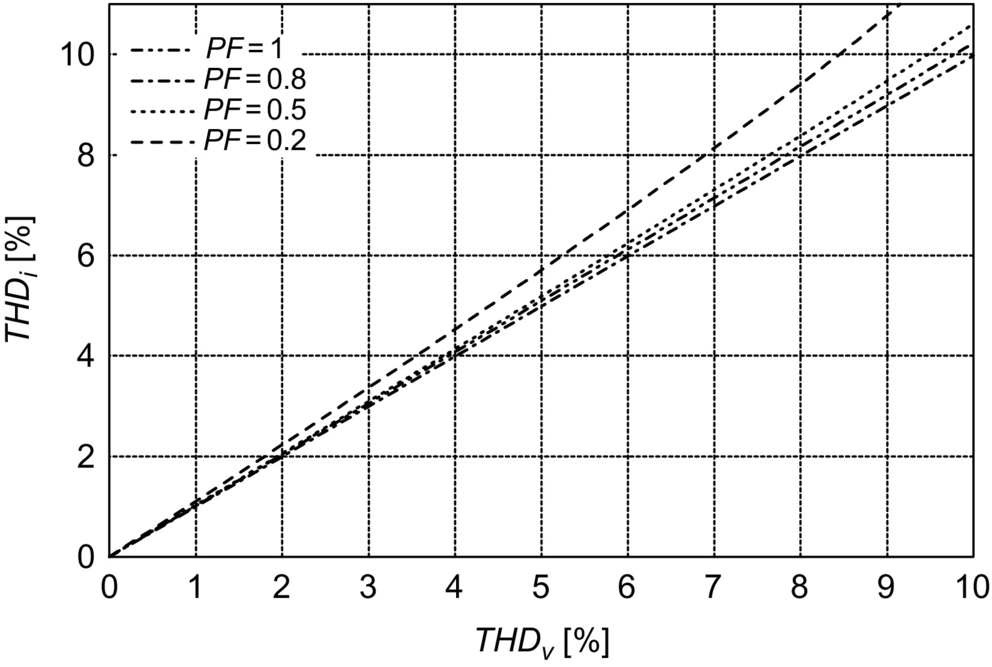 PF = 1
PF = 0.8
PF = 0.5
PF = 0.2
10
8
6
4
2
0
THDi [%]
0 1 2 3 4 5 6 7 8 9 10
THDv [%]